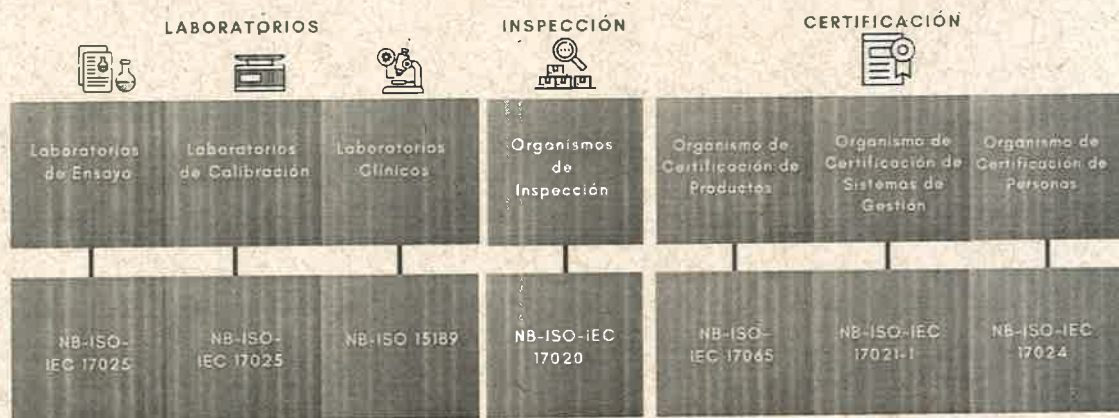 LABORATORIOS
INSPECCIÓN
CERTIFICACIÓN
Laboratorios
de Ensayo
Laboratorios
de Calibración
Laboratorios
Clínicos
Organismos
de
Inspección
Organismo de
Certificación de
Productos
Organismo de
Certificación de
Sistemas de
Gestión
Organismo de
Certificación de
Personas
NB-ISO-
IEC 17025
NB-ISO-
IEC 17025
NB-ISO 15189
NB-ISO-IEC
17020
NB-ISO-
IEC 17065
NB-ISO-IEC
17021-1
NB-ISO-IEC
17024